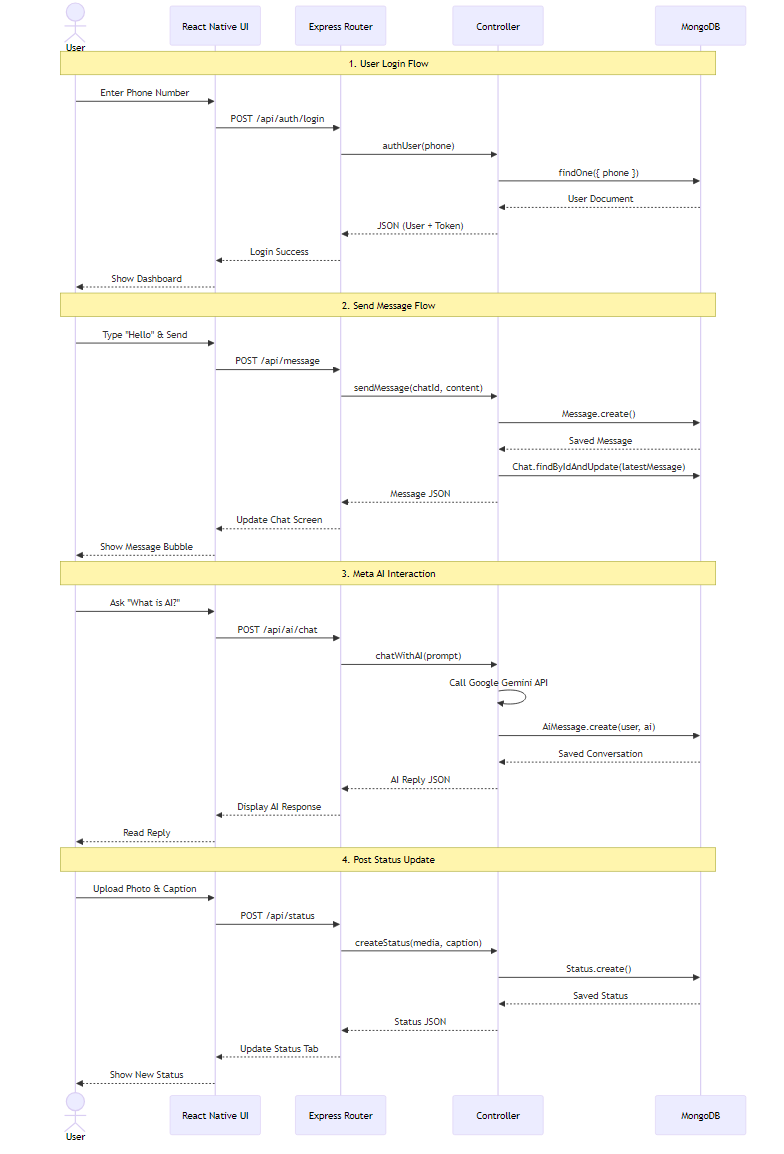 User
React Native UI
Express Router
Controller
MongoDB
1. User Login Flow
Enter Phone Number
POST /api/auth/login
authUser(phone)
findOne({ phone })
User Document
JSON (User + Token)
Login Success
Show Dashboard
2. Send Message Flow
Type "Hello" & Send
POST /api/message
sendMessage(chatId, content)
Message.create()
Saved Message
Chat.findByIdAndUpdate(latestMessage)
Message JSON
Update Chat Screen
Show Message Bubble
3. Meta AI Interaction
Ask "What is AI?"
POST /api/ai/chat
chatWithAI(prompt)
Call Google Gemini API
AiMessage.create(user, ai)
Saved Conversation
AI Reply JSON
Display AI Response
Read Reply
4. Post Status Update
Upload Photo & Caption
POST /api/status
createStatus(media, caption)
Status.create()
Saved Status
Status JSON
Update Status Tab
Show New Status
User
React Native UI
Express Router
Controller
MongoDB